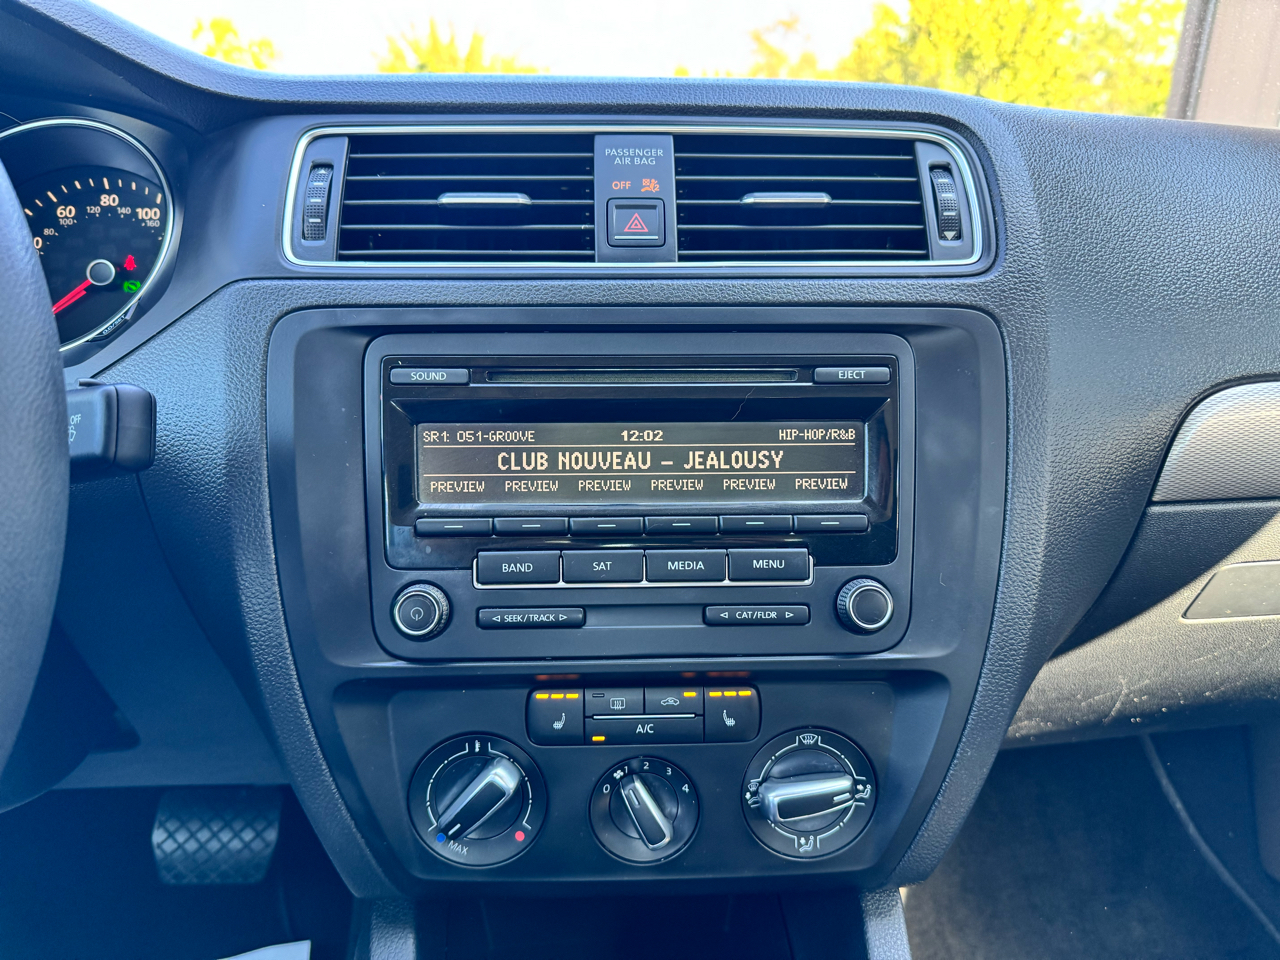 PASSENGER
AIR BAG
OFF
60 80 100
80 100 120 140 160
OFF
SOUND
EJECT
SR1: 051-GROOVE 12:02 HIP-HOP/R&B
CLUB NOUVEAU – JEALOUSY
PREVIEW PREVIEW PREVIEW PREVIEW PREVIEW PREVIEW
BAND SAT MEDIA MENU
◁ SEEK/TRACK ▷
◁ CAT/FLDR ▷
A/C
0 1 2 3 4
MAX